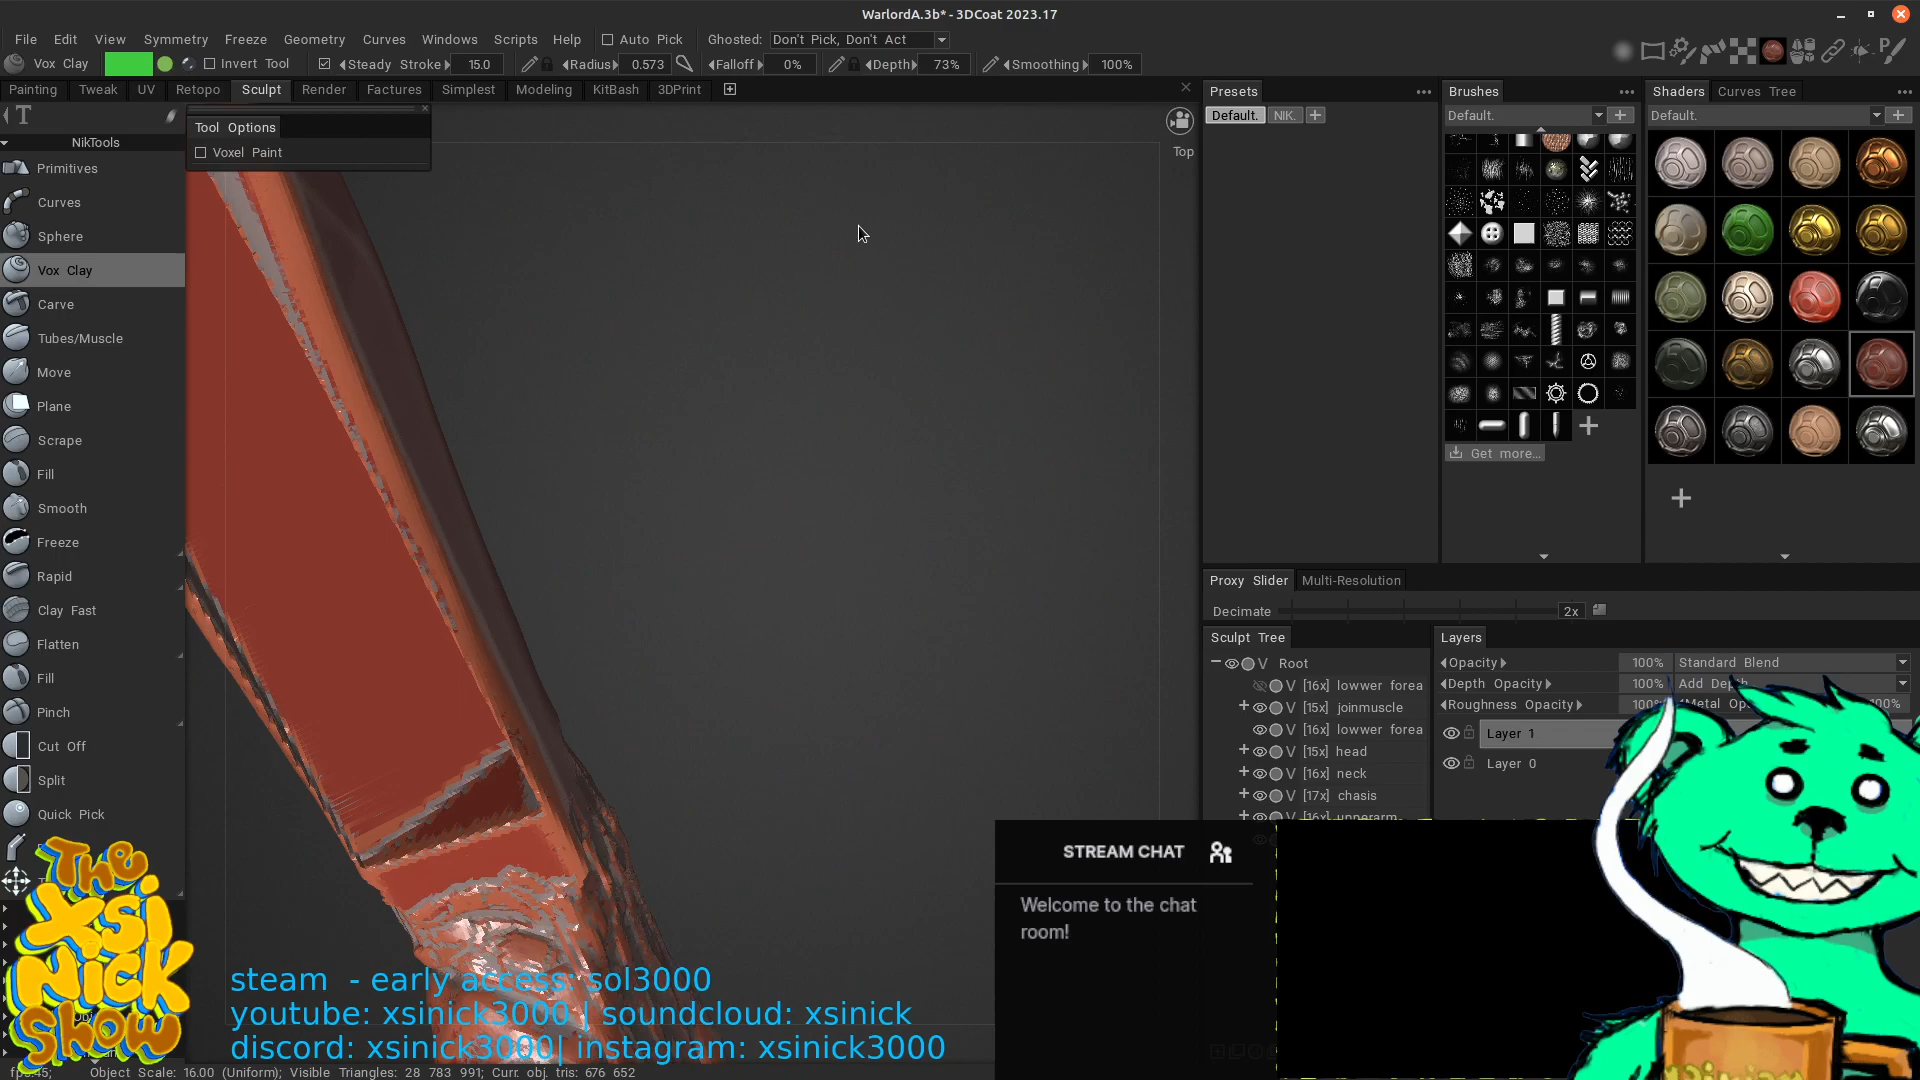 WarlordA.3b* - 3DCoat 2023.17
File Edit View Symmetry Freeze Geometry Curves Windows Scripts Help Auto Pick Ghosted: Don't Pick, Don't Act
Vox Clay Invert Tool Steady Stroke 15.0 Radius 0.573 Falloff 0% Depth 73% Smoothing 100%
Painting Tweak UV Retopo Sculpt Render Factures Simplest Modeling KitBash 3DPrint
NikTools
Primitives
Curves
Sphere
Vox Clay
Carve
Tubes/Muscle
Move
Plane
Scrape
Fill
Smooth
Freeze
Rapid
Clay Fast
Flatten
Fill
Pinch
Cut Off
Split
Quick Pick
Tool Options
Voxel Paint
Top
Presets
Default. NIK.
Brushes
Default.
Get more...
Shaders Curves Tree
Default.
Proxy Slider Multi-Resolution
Decimate 2x
Sculpt Tree
Root
[16x] lowwer forea
[15x] joinmuscle
[16x] lowwer forea
[15x] head
[16x] neck
[17x] chasis
[16x] upperarm
Layers
Opacity 100% Standard Blend
Depth Opacity 100% Add Depth
Roughness Opacity 100% 100%
Layer 1
Layer 0
STREAM CHAT
Welcome to the chat
room!
The
xsi
Nick
Show
steam - early access: sol3000
youtube: xsinick3000 | soundcloud: xsinick
discord: xsinick3000| instagram: xsinick3000
fps:45; Object Scale: 16.00 (Uniform); Visible Triangles: 28 783 991; Curr. obj. tris: 676 652